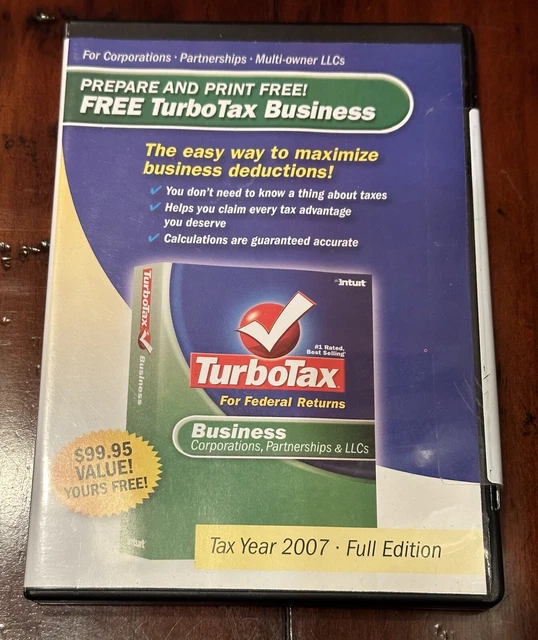 For Corporations · Partnerships · Multi-owner LLCs
PREPARE AND PRINT FREE!
FREE TurboTax Business
The easy way to maximize
business deductions!
You don't need to know a thing about taxes
Helps you claim every tax advantage
you deserve
Calculations are guaranteed accurate
TurboTax Business
intuit
#1 Rated,
Best Selling
TurboTax
For Federal Returns
Business
Corporations, Partnerships & LLCs
$99.95
VALUE!
YOURS FREE!
intuit
Tax Year 2007 · Full Edition